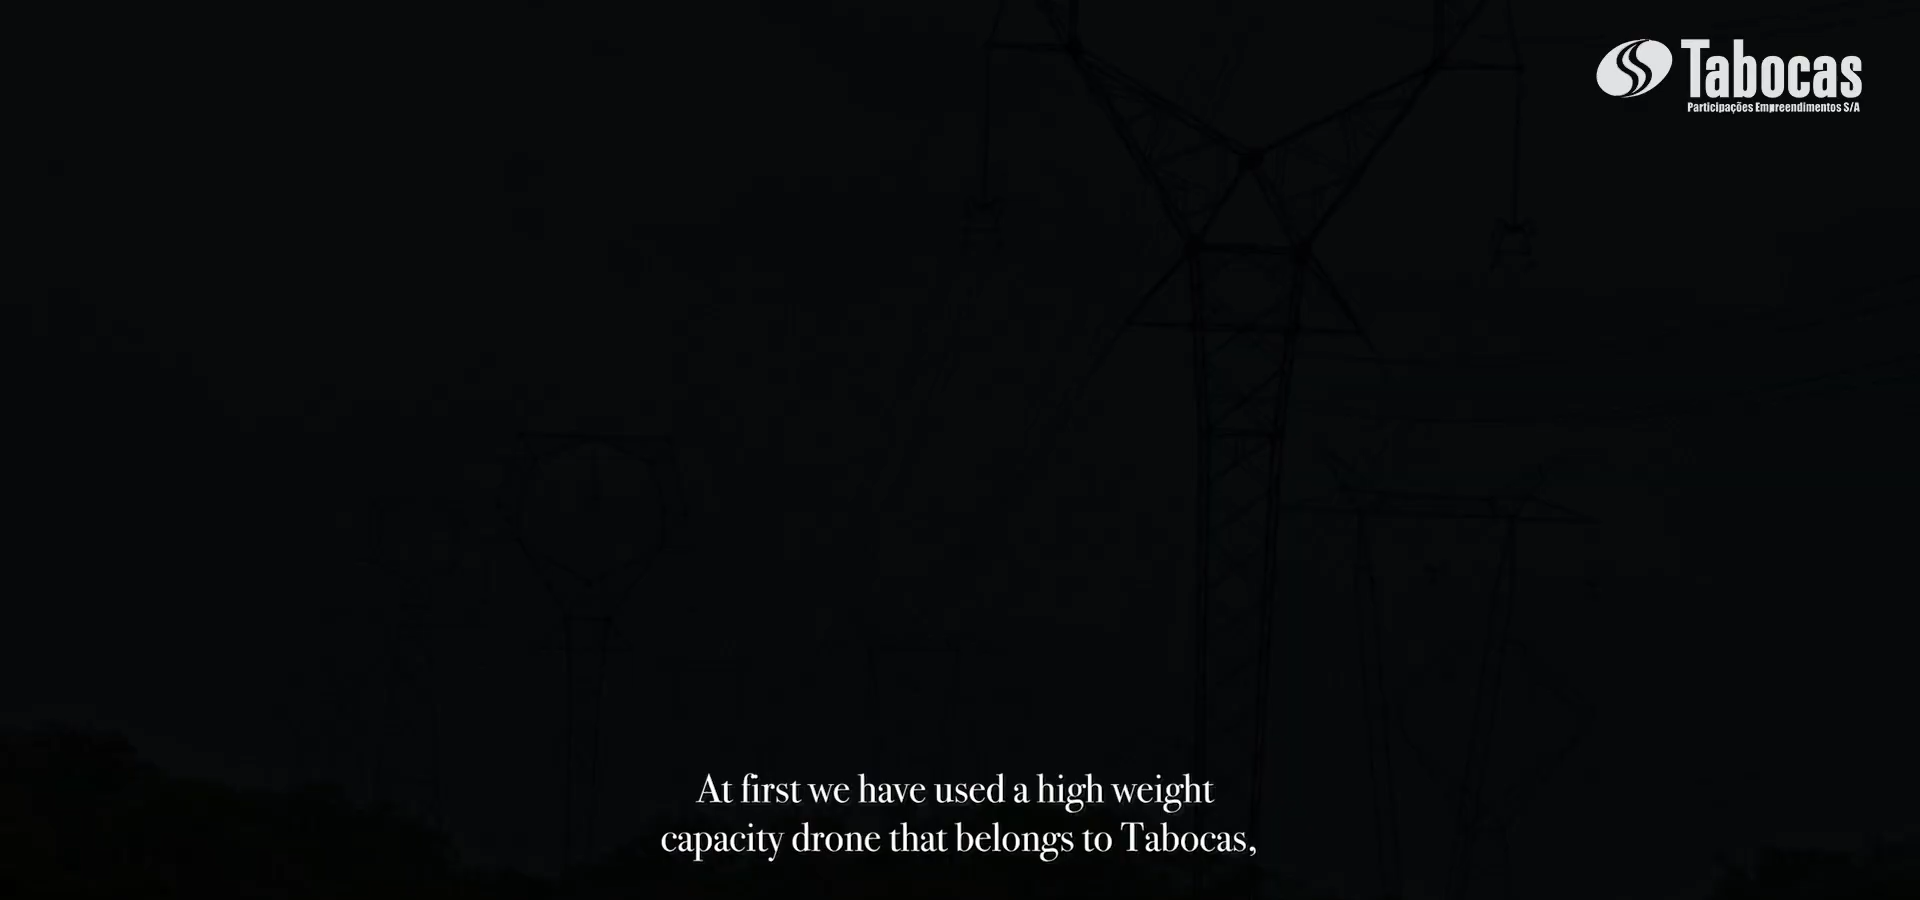 Tabocas
Participações Empreendimentos S/A
At first we have used a high weight
capacity drone that belongs to Tabocas,